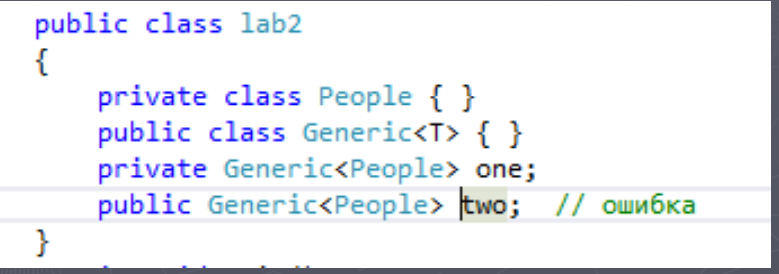 public class lab2
{
private class People { }
public class Generic<T> { }
private Generic<People> one;
public Generic<People> two;  // ошибка
}